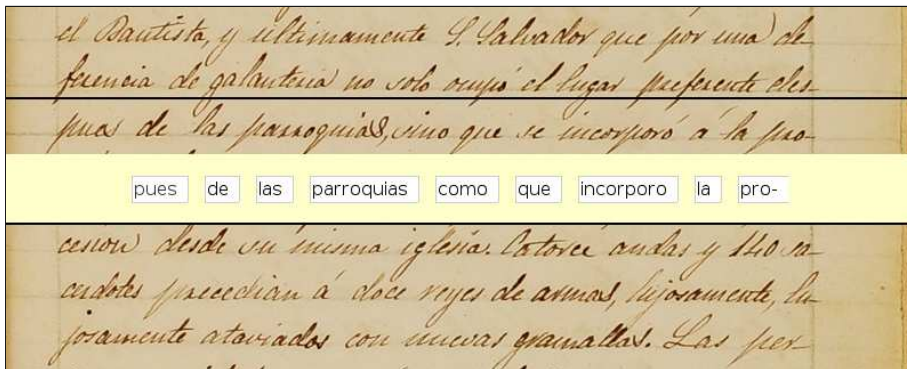 el Bautista, y ultimamente S. Salvador que por una de
ferencia de galanteria no solo ocupó el lugar preferente des-
pues de las parroquias, sino que se incorporó á la pro-
pues de las parroquias como que incorporo la pro-
cesion desde su misma iglesia. Catorce andas y 140 sa-
cerdotes precedian á doce reyes de armas, lujosamente, lu-
josamente ataviados con nuevas gramallas. Las per-